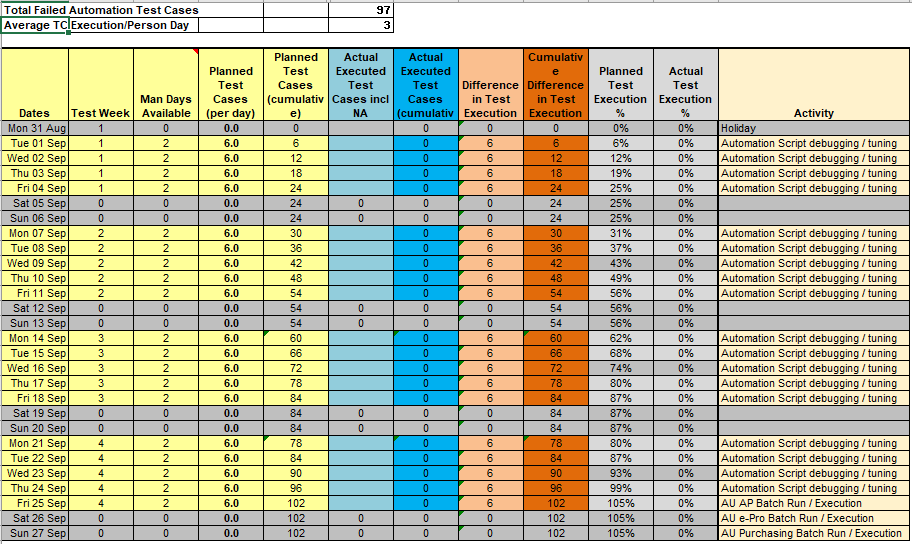 Total Failed Automation Test Cases 97
Average TC Execution/Person Day 3
Dates Test Week Man Days Available Planned Test Cases (per day) Planned Test Cases (cumulativ e) Actual Executed Test Cases incl NA Actual Executed Test Cases (cumulativ Difference in Test Execution Cumulativ e Difference in Test Execution Planned Test Execution % Actual Test Execution % Activity
Mon 31 Aug 1 0 0.0 0 0 0 0 0% 0% Holiday
Tue 01 Sep 1 2 6.0 6 0 6 6 6% 0% Automation Script debugging / tuning
Wed 02 Sep 1 2 6.0 12 0 6 12 12% 0% Automation Script debugging / tuning
Thu 03 Sep 1 2 6.0 18 0 6 18 19% 0% Automation Script debugging / tuning
Fri 04 Sep 1 2 6.0 24 0 6 24 25% 0% Automation Script debugging / tuning
Sat 05 Sep 0 0 0.0 24 0 0 0 24 25% 0%
Sun 06 Sep 0 0 0.0 24 0 0 0 24 25% 0%
Mon 07 Sep 2 2 6.0 30 0 6 30 31% 0% Automation Script debugging / tuning
Tue 08 Sep 2 2 6.0 36 0 6 36 37% 0% Automation Script debugging / tuning
Wed 09 Sep 2 2 6.0 42 0 6 42 43% 0% Automation Script debugging / tuning
Thu 10 Sep 2 2 6.0 48 0 6 48 49% 0% Automation Script debugging / tuning
Fri 11 Sep 2 2 6.0 54 0 6 54 56% 0% Automation Script debugging / tuning
Sat 12 Sep 0 0 0.0 54 0 0 0 54 56% 0%
Sun 13 Sep 0 0 0.0 54 0 0 0 54 56% 0%
Mon 14 Sep 3 2 6.0 60 0 6 60 62% 0% Automation Script debugging / tuning
Tue 15 Sep 3 2 6.0 66 0 6 66 68% 0% Automation Script debugging / tuning
Wed 16 Sep 3 2 6.0 72 0 6 72 74% 0% Automation Script debugging / tuning
Thu 17 Sep 3 2 6.0 78 0 6 78 80% 0% Automation Script debugging / tuning
Fri 18 Sep 3 2 6.0 84 0 6 84 87% 0% Automation Script debugging / tuning
Sat 19 Sep 0 0 0.0 84 0 0 0 84 87% 0%
Sun 20 Sep 0 0 0.0 84 0 0 0 84 87% 0%
Mon 21 Sep 4 2 6.0 78 0 6 78 80% 0% Automation Script debugging / tuning
Tue 22 Sep 4 2 6.0 84 0 6 84 87% 0% Automation Script debugging / tuning
Wed 23 Sep 4 2 6.0 90 0 6 90 93% 0% Automation Script debugging / tuning
Thu 24 Sep 4 2 6.0 96 0 6 96 99% 0% Automation Script debugging / tuning
Fri 25 Sep 4 2 6.0 102 0 6 102 105% 0% AU AP Batch Run / Execution
Sat 26 Sep 0 0 0.0 102 0 0 0 102 105% 0% AU e-Pro Batch Run / Execution
Sun 27 Sep 0 0 0.0 102 0 0 0 102 105% 0% AU Purchasing Batch Run / Execution